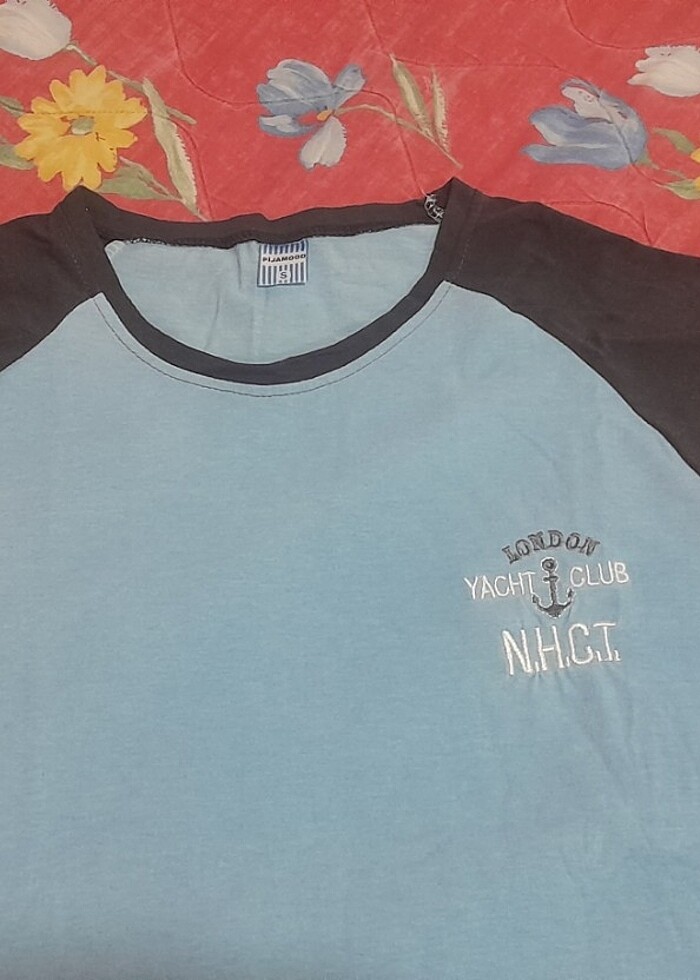 PIJAMOOD
S
LONDON
YACHT CLUB
N.H.C.T.